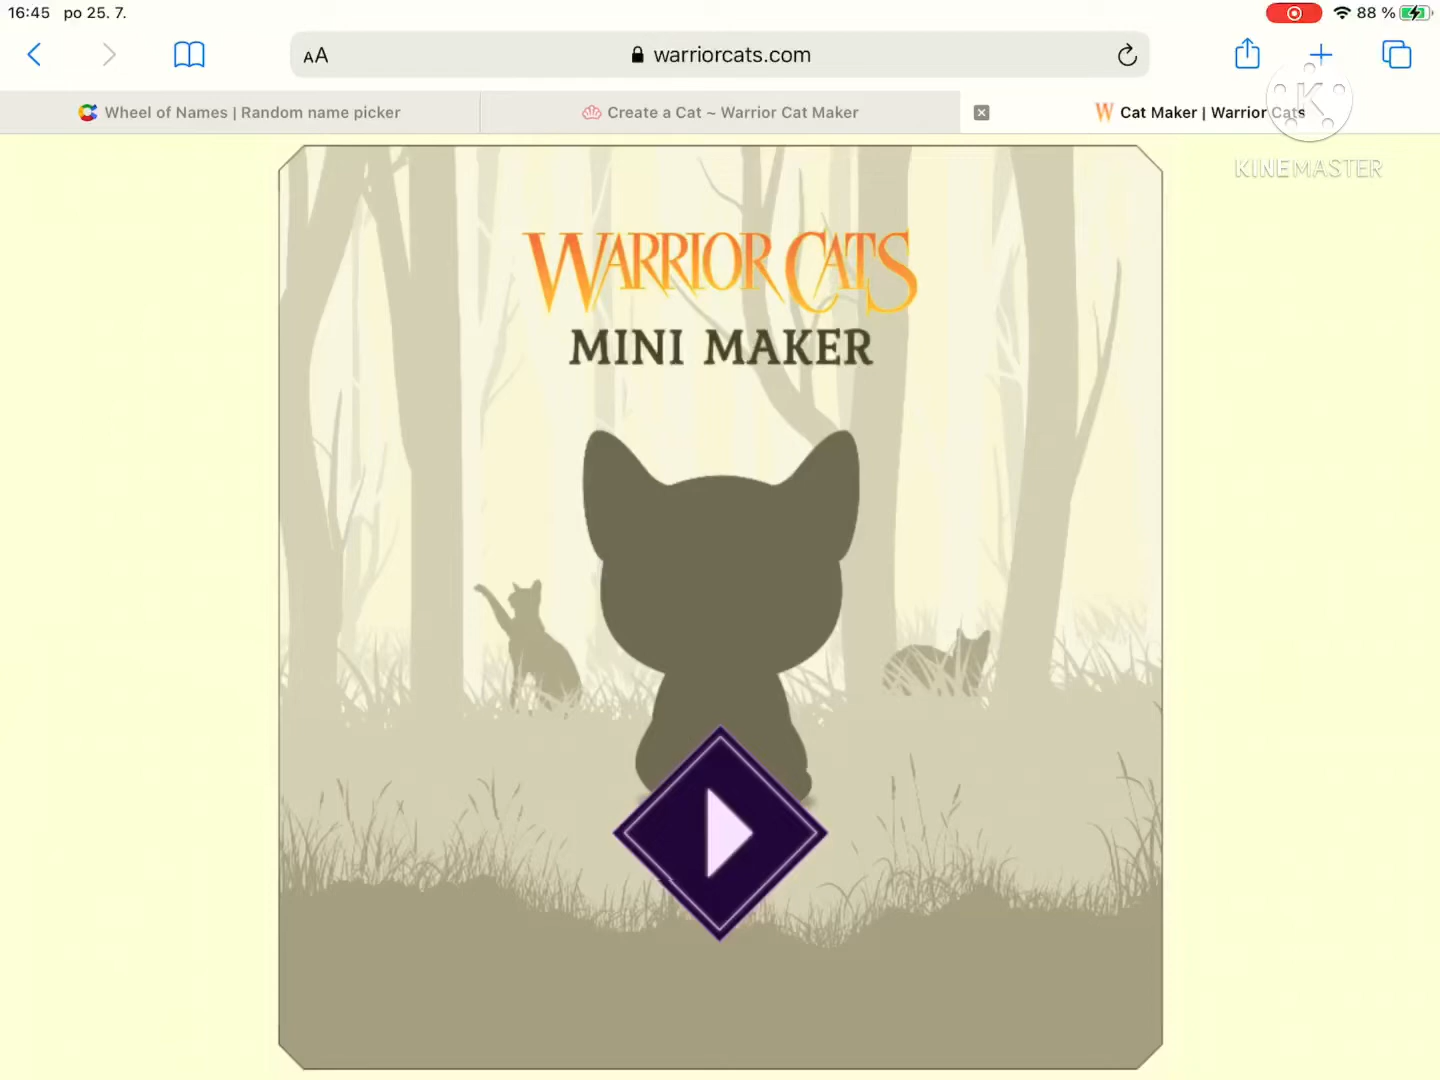 16:45 po 25. 7.
88 %
AA
warriorcats.com
Wheel of Names | Random name picker
Create a Cat ~ Warrior Cat Maker
Cat Maker | Warrior Cats
KINEMASTER
WARRIOR CATS
MINI MAKER